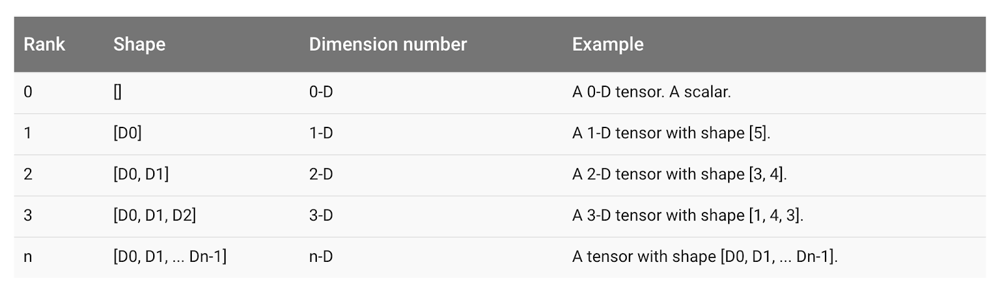 Rank Shape Dimension number Example
0 [] 0-D A 0-D tensor. A scalar.
1 [D0] 1-D A 1-D tensor with shape [5].
2 [D0, D1] 2-D A 2-D tensor with shape [3, 4].
3 [D0, D1, D2] 3-D A 3-D tensor with shape [1, 4, 3].
n [D0, D1, ... Dn-1] n-D A tensor with shape [D0, D1, ... Dn-1].